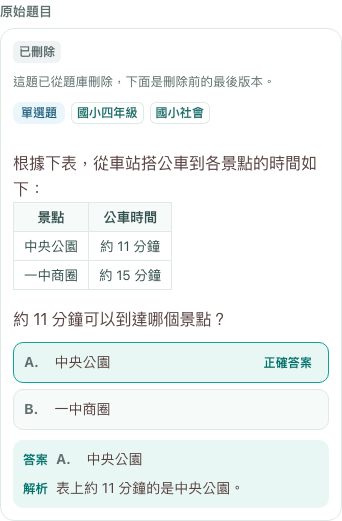 原始題目
已刪除
這題已從題庫刪除，下面是刪除前的最後版本。
單選題 國小四年級 國小社會
根據下表，從車站搭公車到各景點的時間如
下：
景點 公車時間
中央公園 約 11 分鐘
一中商圈 約 15 分鐘
約 11 分鐘可以到達哪個景點？
A. 中央公園 正確答案
B. 一中商圈
答案 A. 中央公園
解析 表上約 11 分鐘的是中央公園。